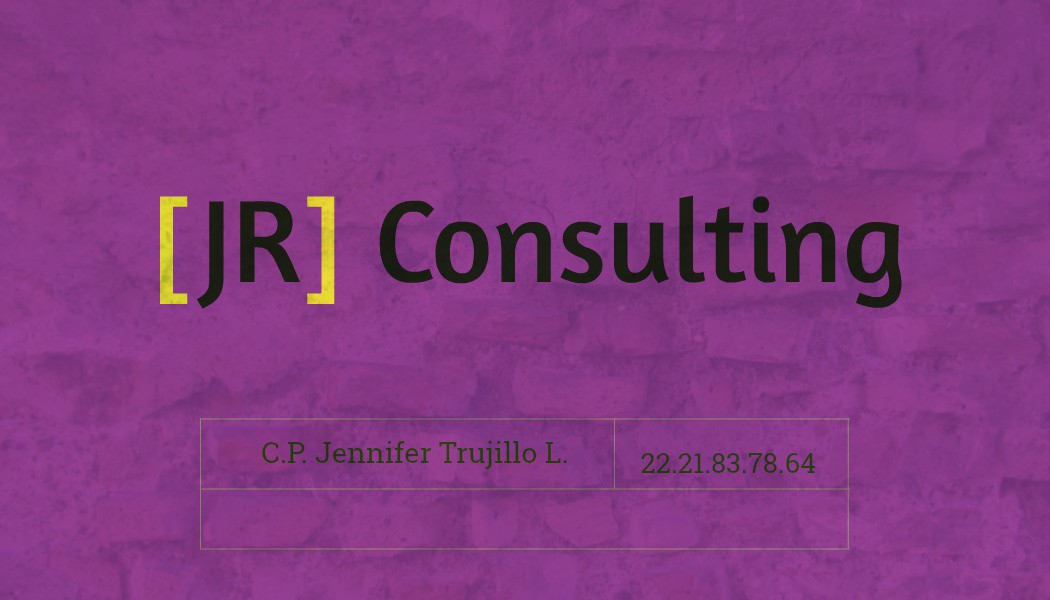 [JR] Consulting
C.P. Jennifer Trujillo L.
22.21.83.78.64